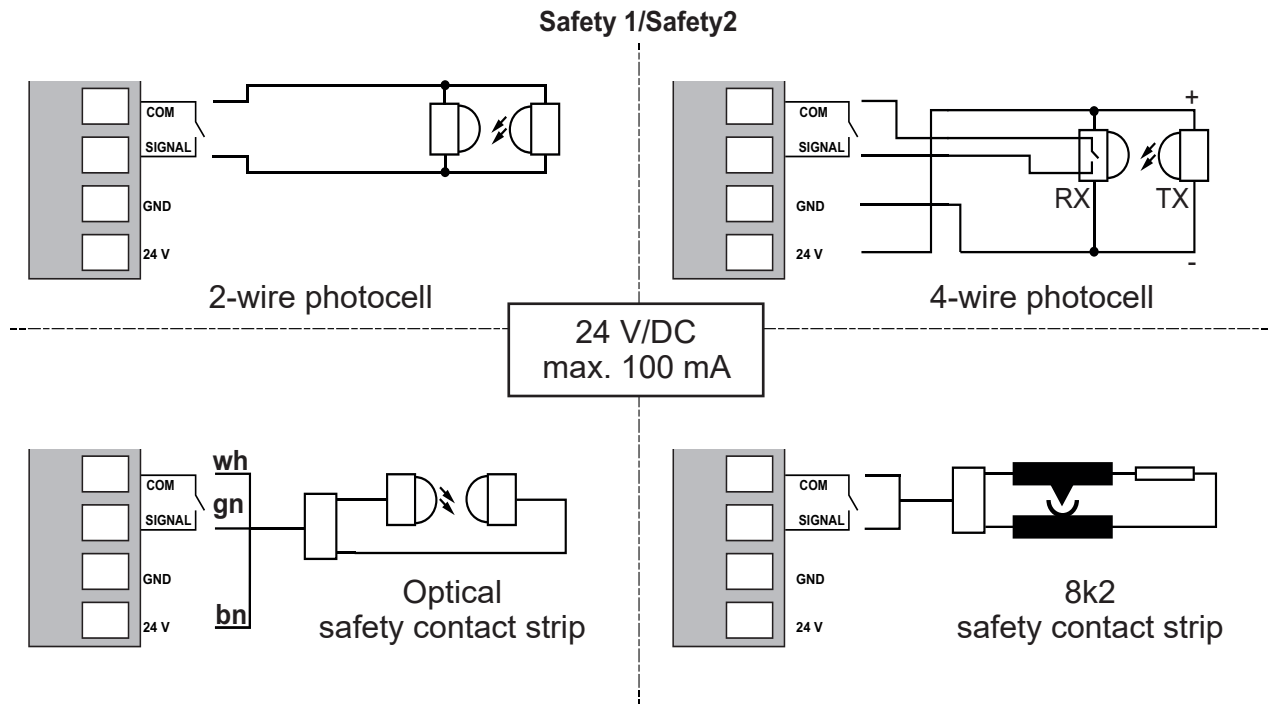 Safety 1/Safety2
COM
SIGNAL
GND
24 V
2-wire photocell
COM
SIGNAL
GND
24 V
+
RX
TX
-
4-wire photocell
24 V/DC
max. 100 mA
wh
COM
gn
SIGNAL
GND
bn
24 V
Optical
safety contact strip
COM
SIGNAL
GND
24 V
8k2
safety contact strip